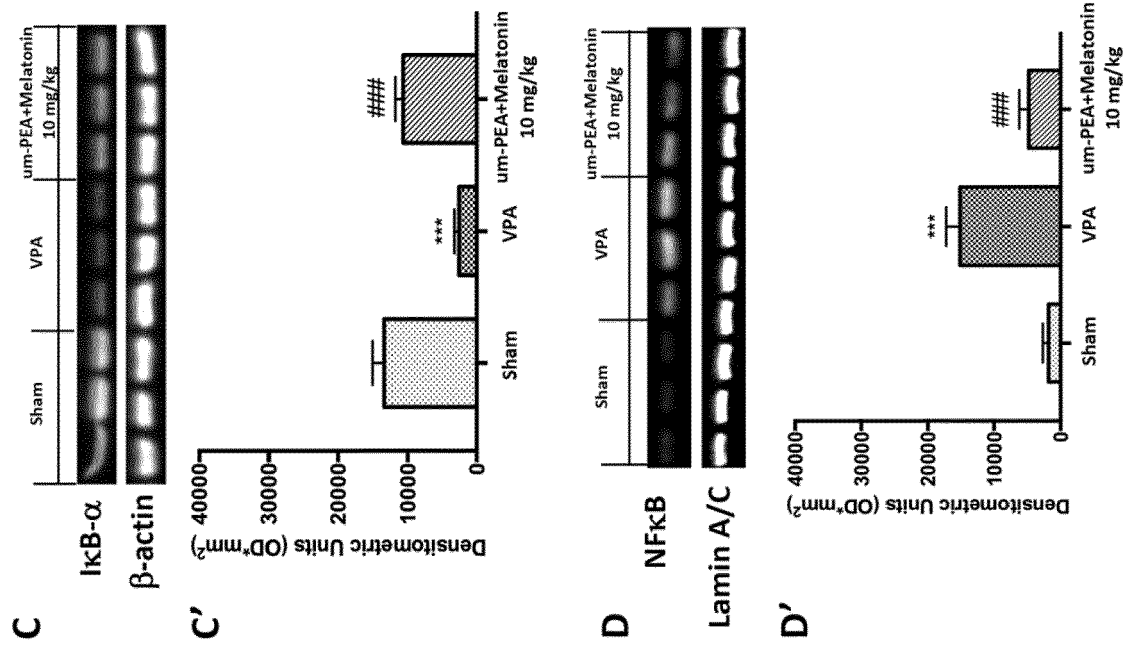 C
Sham
VPA
um-PEA+Melatonin
10 mg/kg
IκB-α
β-actin
C'
Densitometric Units (OD*mm²)
40000
30000
20000
10000
0
***
###
Sham
VPA
um-PEA+Melatonin
10 mg/kg
D
Sham
VPA
um-PEA+Melatonin
10 mg/kg
NFκB
Lamin A/C
D'
Densitometric Units (OD*mm²)
40000
30000
20000
10000
0
***
###
Sham
VPA
um-PEA+Melatonin
10 mg/kg